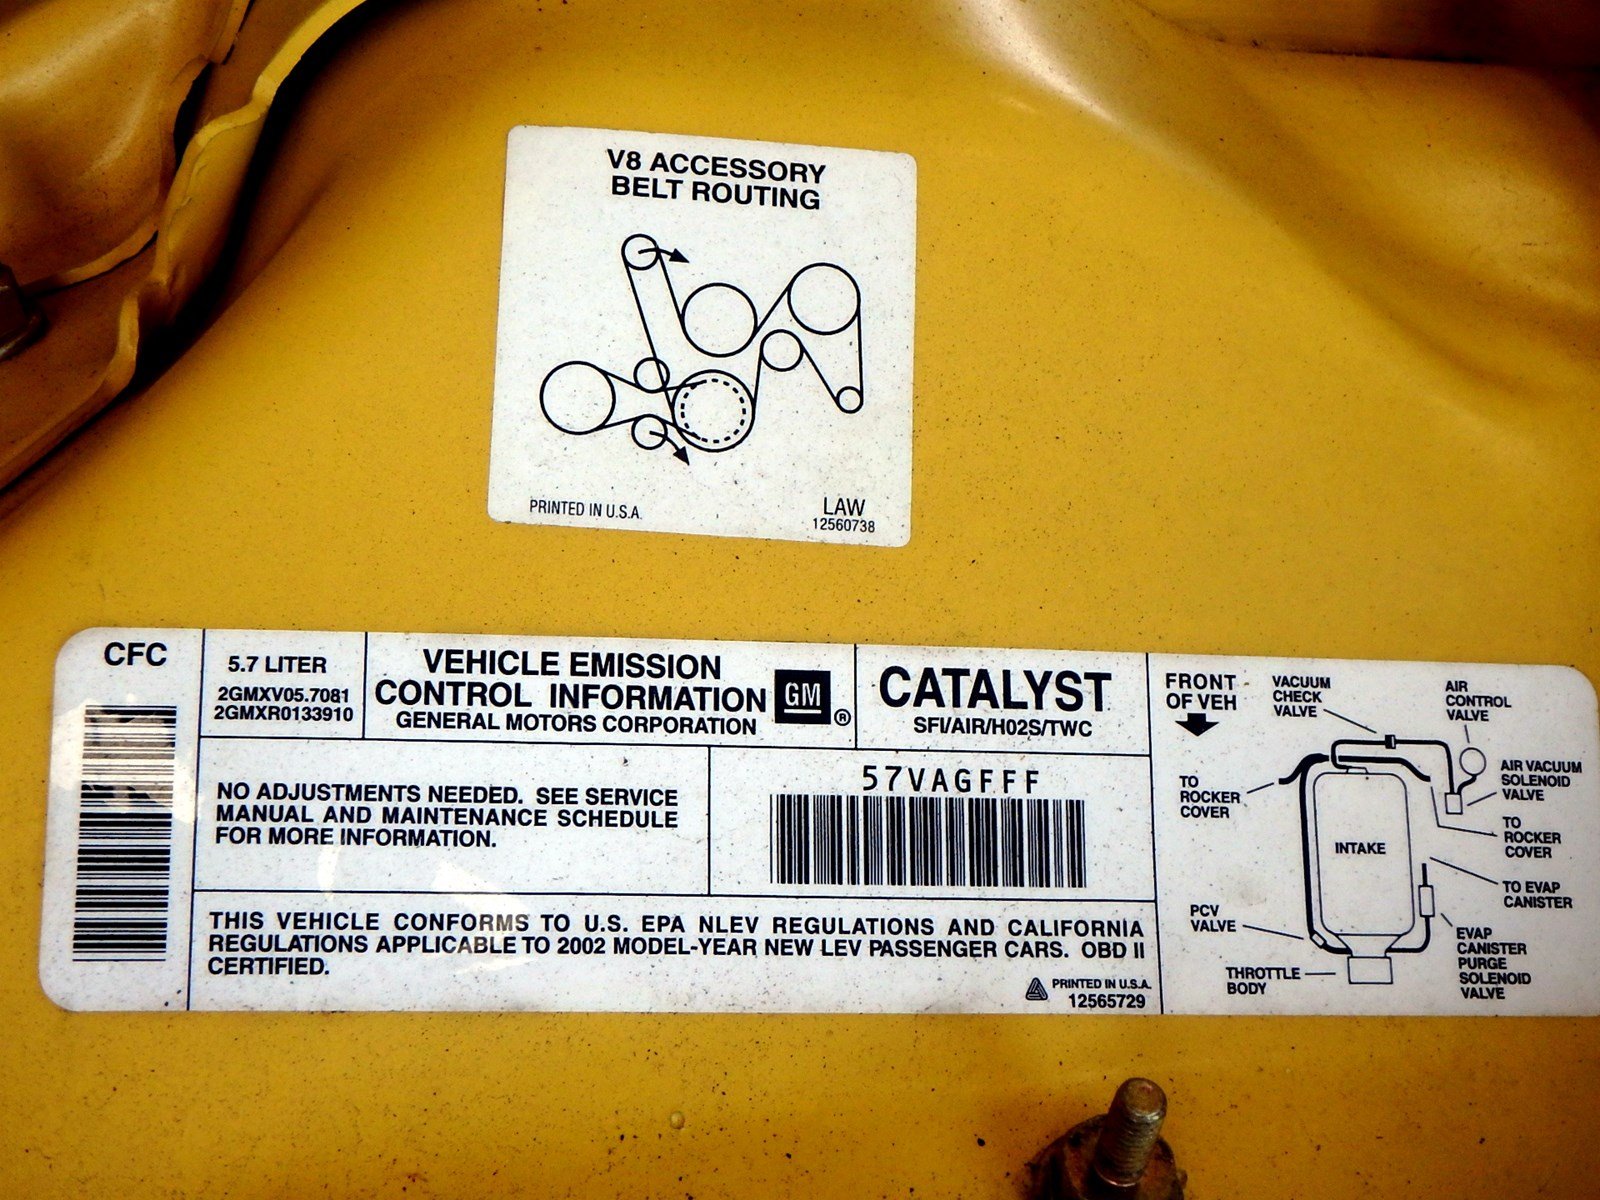 V8 ACCESSORY
BELT ROUTING
PRINTED IN U.S.A.
LAW
12560738
CFC
5.7 LITER
2GMXV05.7081
2GMXR0133910
VEHICLE EMISSION
CONTROL INFORMATION
GENERAL MOTORS CORPORATION
GM
®
CATALYST
SFI/AIR/H02S/TWC
NO ADJUSTMENTS NEEDED. SEE SERVICE
MANUAL AND MAINTENANCE SCHEDULE
FOR MORE INFORMATION.
57VAGFFF
THIS VEHICLE CONFORMS TO U.S. EPA NLEV REGULATIONS AND CALIFORNIA
REGULATIONS APPLICABLE TO 2002 MODEL-YEAR NEW LEV PASSENGER CARS. OBD II
CERTIFIED.
PRINTED IN U.S.A.
12565729
FRONT
OF VEH
VACUUM
CHECK
VALVE
AIR
CONTROL
VALVE
TO
ROCKER
COVER
AIR VACUUM
SOLENOID
VALVE
TO
ROCKER
COVER
INTAKE
TO EVAP
CANISTER
PCV
VALVE
EVAP
CANISTER
PURGE
SOLENOID
VALVE
THROTTLE
BODY